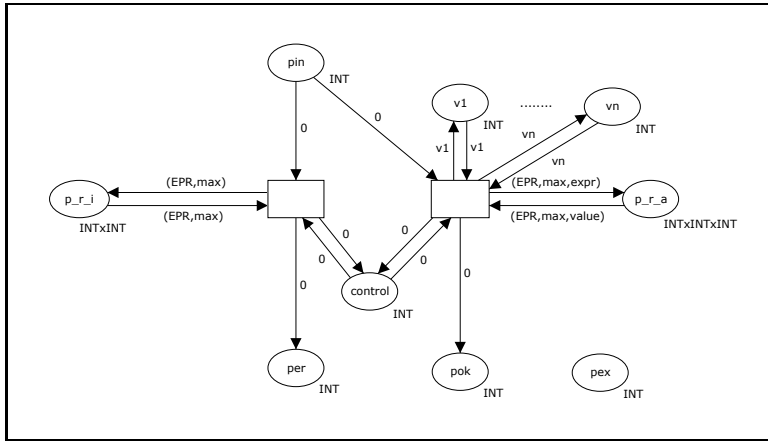 pin
INT
v1
INT
........
vn
INT
0
0
v1
v1
vn
vn
p_r_i
INTxINT
(EPR,max)
(EPR,max)
(EPR,max,expr)
(EPR,max,value)
p_r_a
INTxINTxINT
0
0
0
0
control
INT
0
0
per
INT
pok
INT
pex
INT